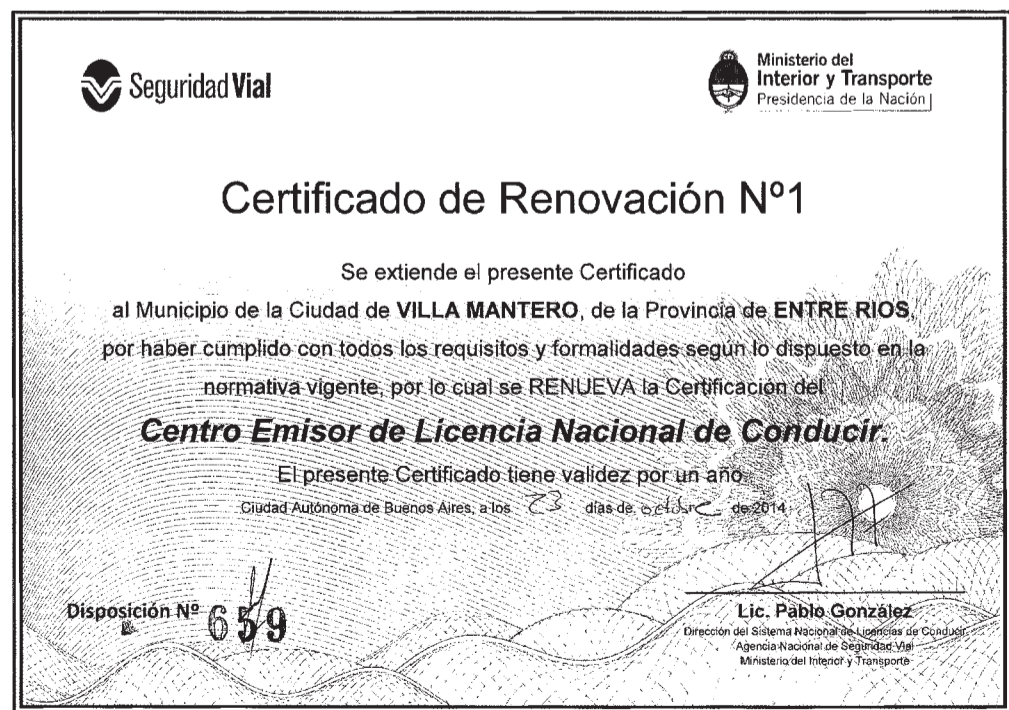 Seguridad Vial
Ministerio del
Interior y Transporte
Presidencia de la Nación
Certificado de Renovación Nº1
Se extiende el presente Certificado
al Municipio de la Ciudad de VILLA MANTERO, de la Provincia de ENTRE RIOS,
por haber cumplido con todos los requisitos y formalidades según lo dispuesto en la
normativa vigente, por lo cual se RENUEVA la Certificación del
Centro Emisor de Licencia Nacional de Conducir.
El presente Certificado tiene validez por un año.
Ciudad Autónoma de Buenos Aires, a los 23 días de octubre de 2014
Disposición Nº 659
Lic. Pablo González
Dirección del Sistema Nacional de Licencias de Conducir
Agencia Nacional de Seguridad Vial
Ministerio del Interior y Transporte